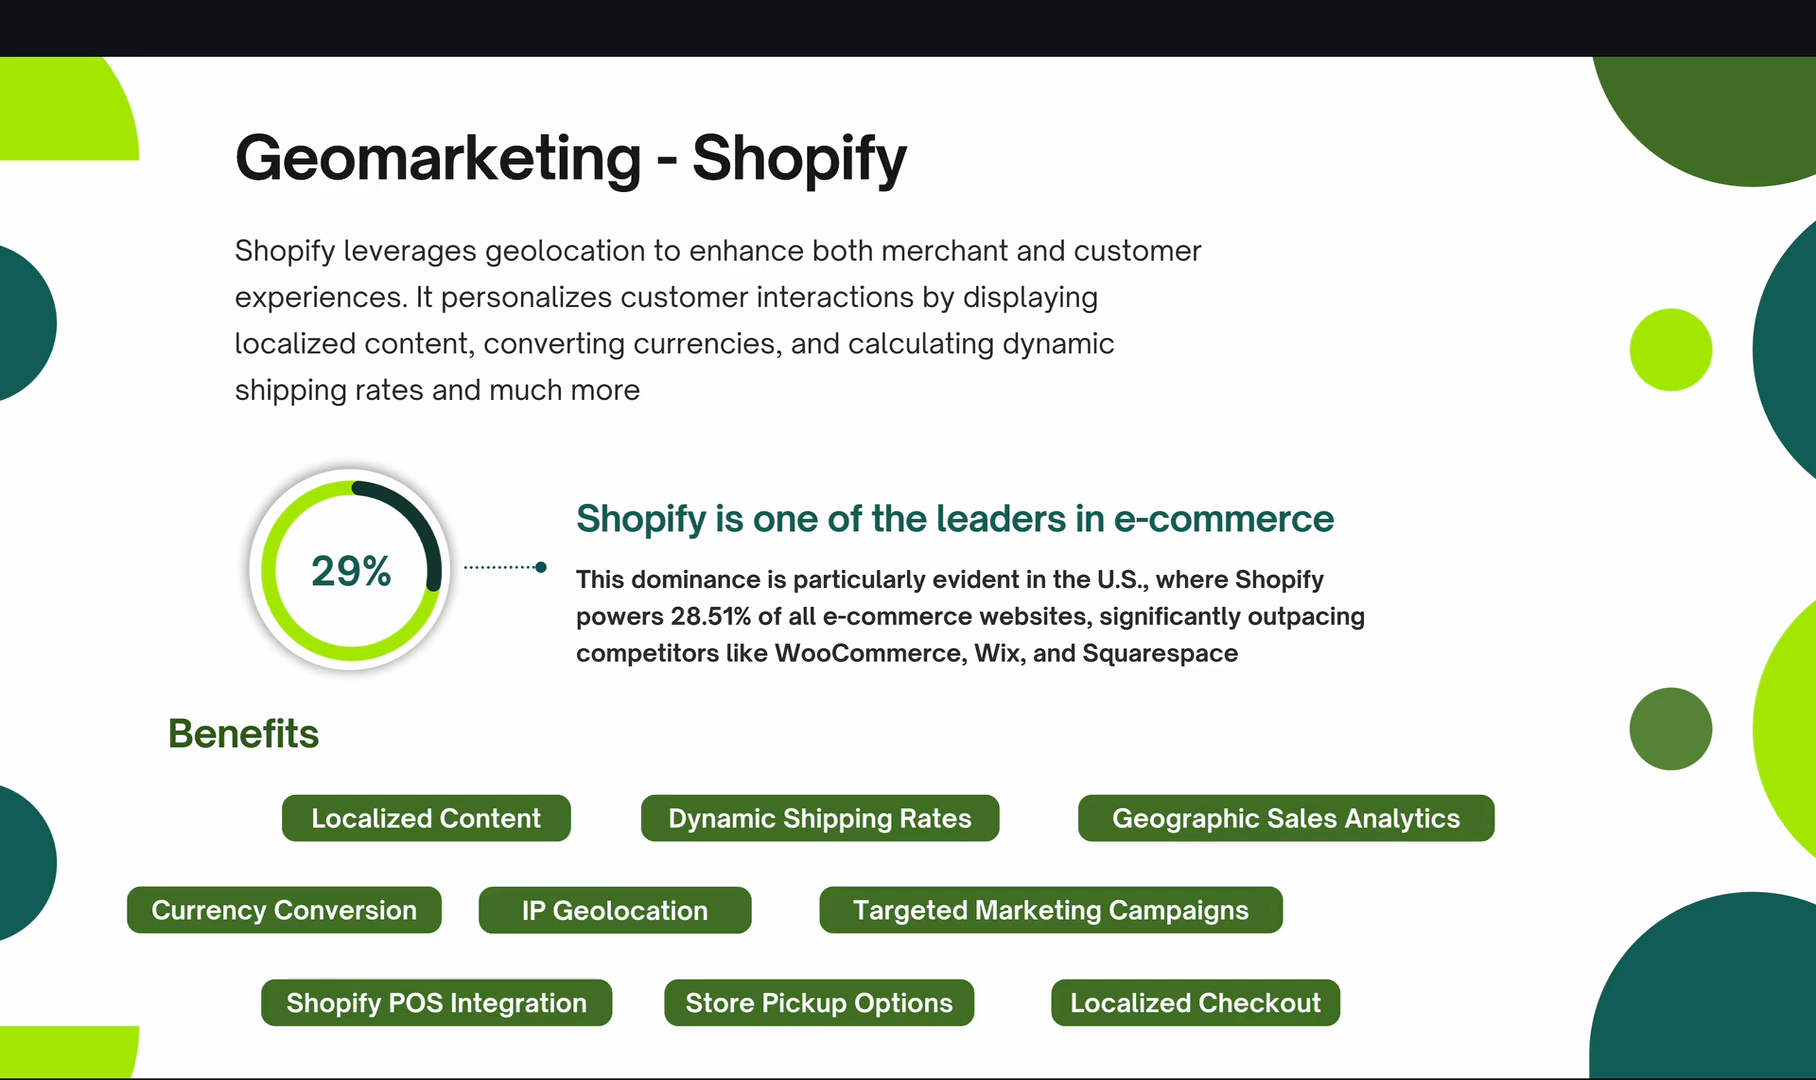 Geomarketing - Shopify
Shopify leverages geolocation to enhance both merchant and customer
experiences. It personalizes customer interactions by displaying
localized content, converting currencies, and calculating dynamic
shipping rates and much more
29%
Shopify is one of the leaders in e-commerce
This dominance is particularly evident in the U.S., where Shopify
powers 28.51% of all e-commerce websites, significantly outpacing
competitors like WooCommerce, Wix, and Squarespace
Benefits
Localized Content
Dynamic Shipping Rates
Geographic Sales Analytics
Currency Conversion
IP Geolocation
Targeted Marketing Campaigns
Shopify POS Integration
Store Pickup Options
Localized Checkout